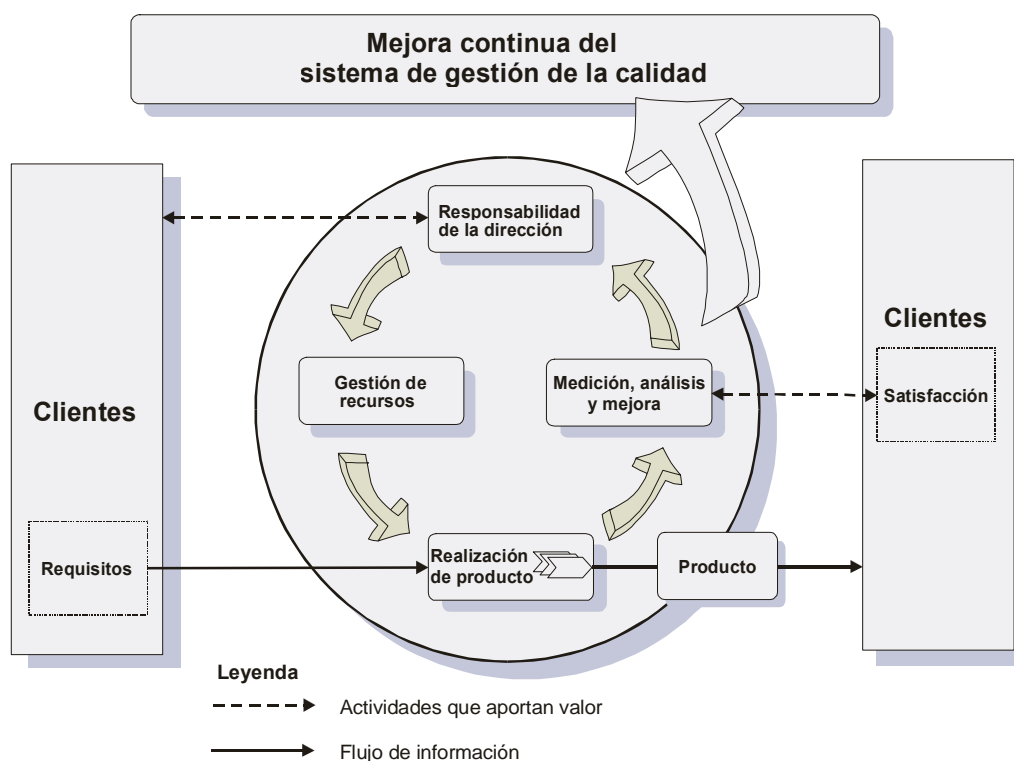 Mejora continua del
sistema de gestión de la calidad
Responsabilidad
de la dirección
Clientes
Gestión de
recursos
Medición, análisis
y mejora
Satisfacción
Clientes
Requisitos
Realización
de producto
Producto
Leyenda
Actividades que aportan valor
Flujo de información